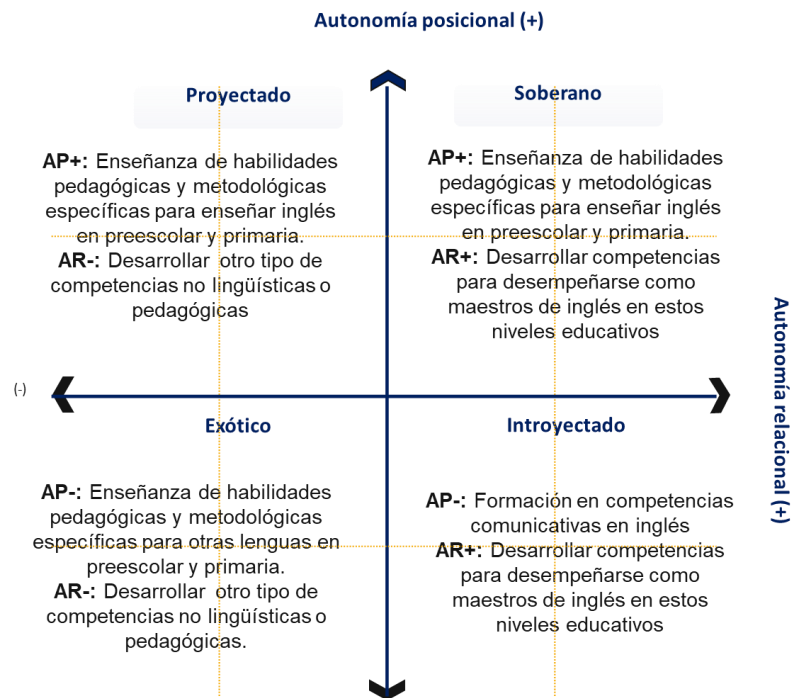 Autonomía posicional (+)
Proyectado
AP+: Enseñanza de habilidades
pedagógicas y metodológicas
específicas para enseñar inglés
en preescolar y primaria.
AR-: Desarrollar otro tipo de
competencias no lingüísticas o
pedagógicas
Soberano
AP+: Enseñanza de habilidades
pedagógicas y metodológicas
específicas para enseñar inglés
en preescolar y primaria.
AR+: Desarrollar competencias
para desempeñarse como
maestros de inglés en estos
niveles educativos
(-)
Autonomía relacional (+)
Exótico
AP-: Enseñanza de habilidades
pedagógicas y metodológicas
específicas para otras lenguas en
preescolar y primaria.
AR-: Desarrollar otro tipo de
competencias no lingüísticas o
pedagógicas.
Introyectado
AP-: Formación en competencias
comunicativas en inglés
AR+: Desarrollar competencias
para desempeñarse como
maestros de inglés en estos
niveles educativos